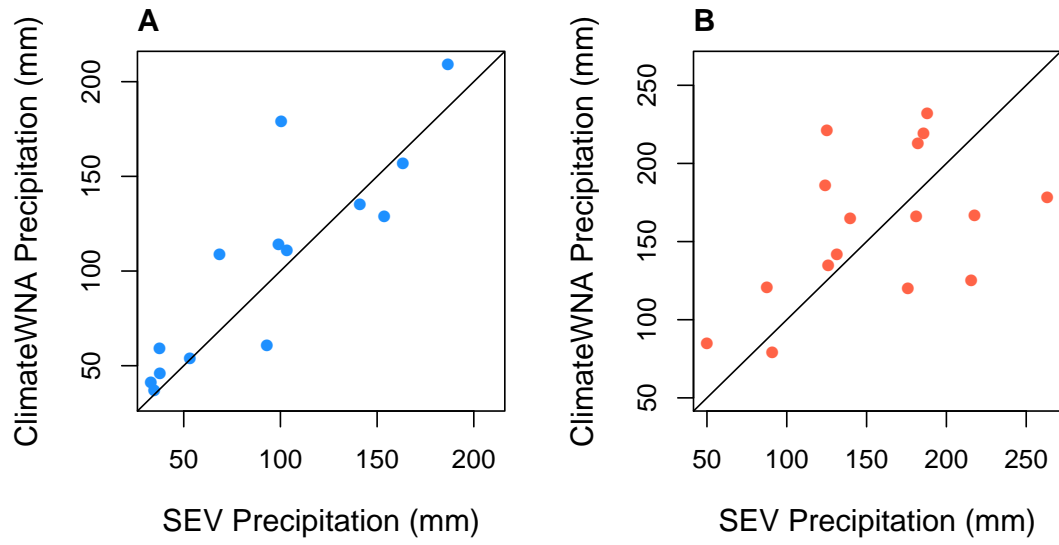 A
ClimateWNA Precipitation (mm)
200
150
100
50
50 100 150 200
SEV Precipitation (mm)
B
ClimateWNA Precipitation (mm)
250
200
150
100
50
50 100 150 200 250
SEV Precipitation (mm)